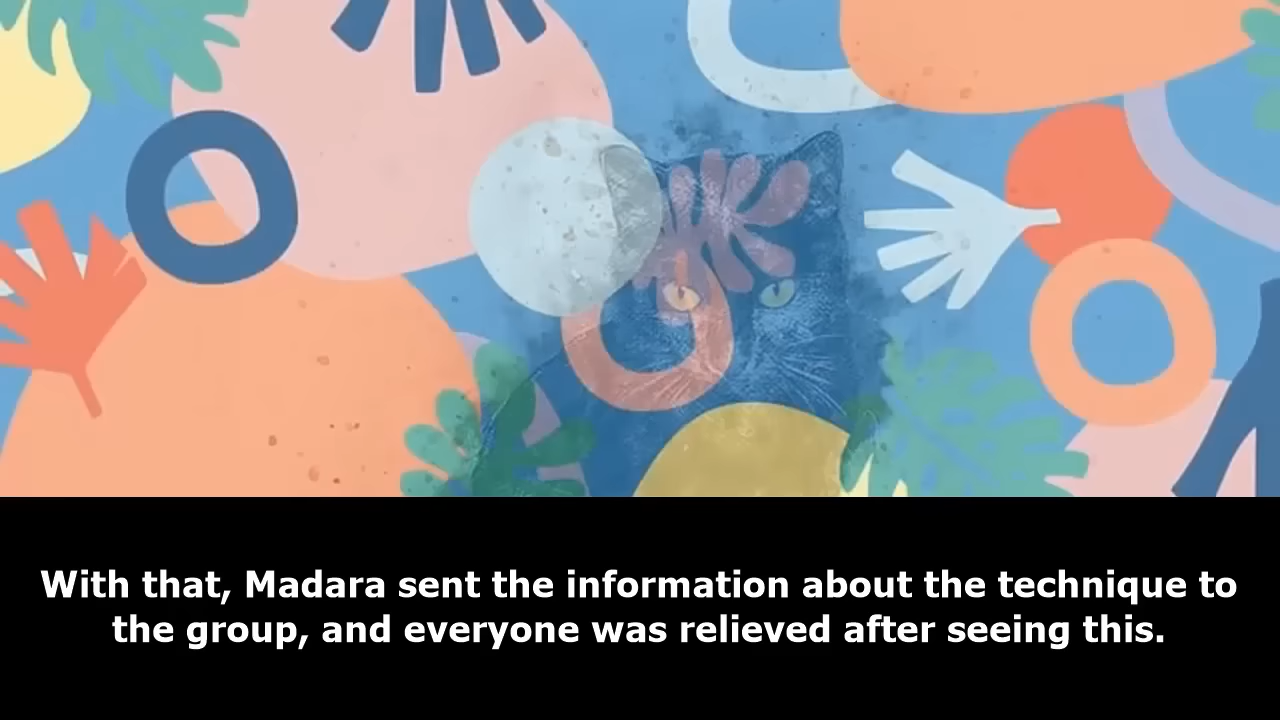 With that, Madara sent the information about the technique to
the group, and everyone was relieved after seeing this.